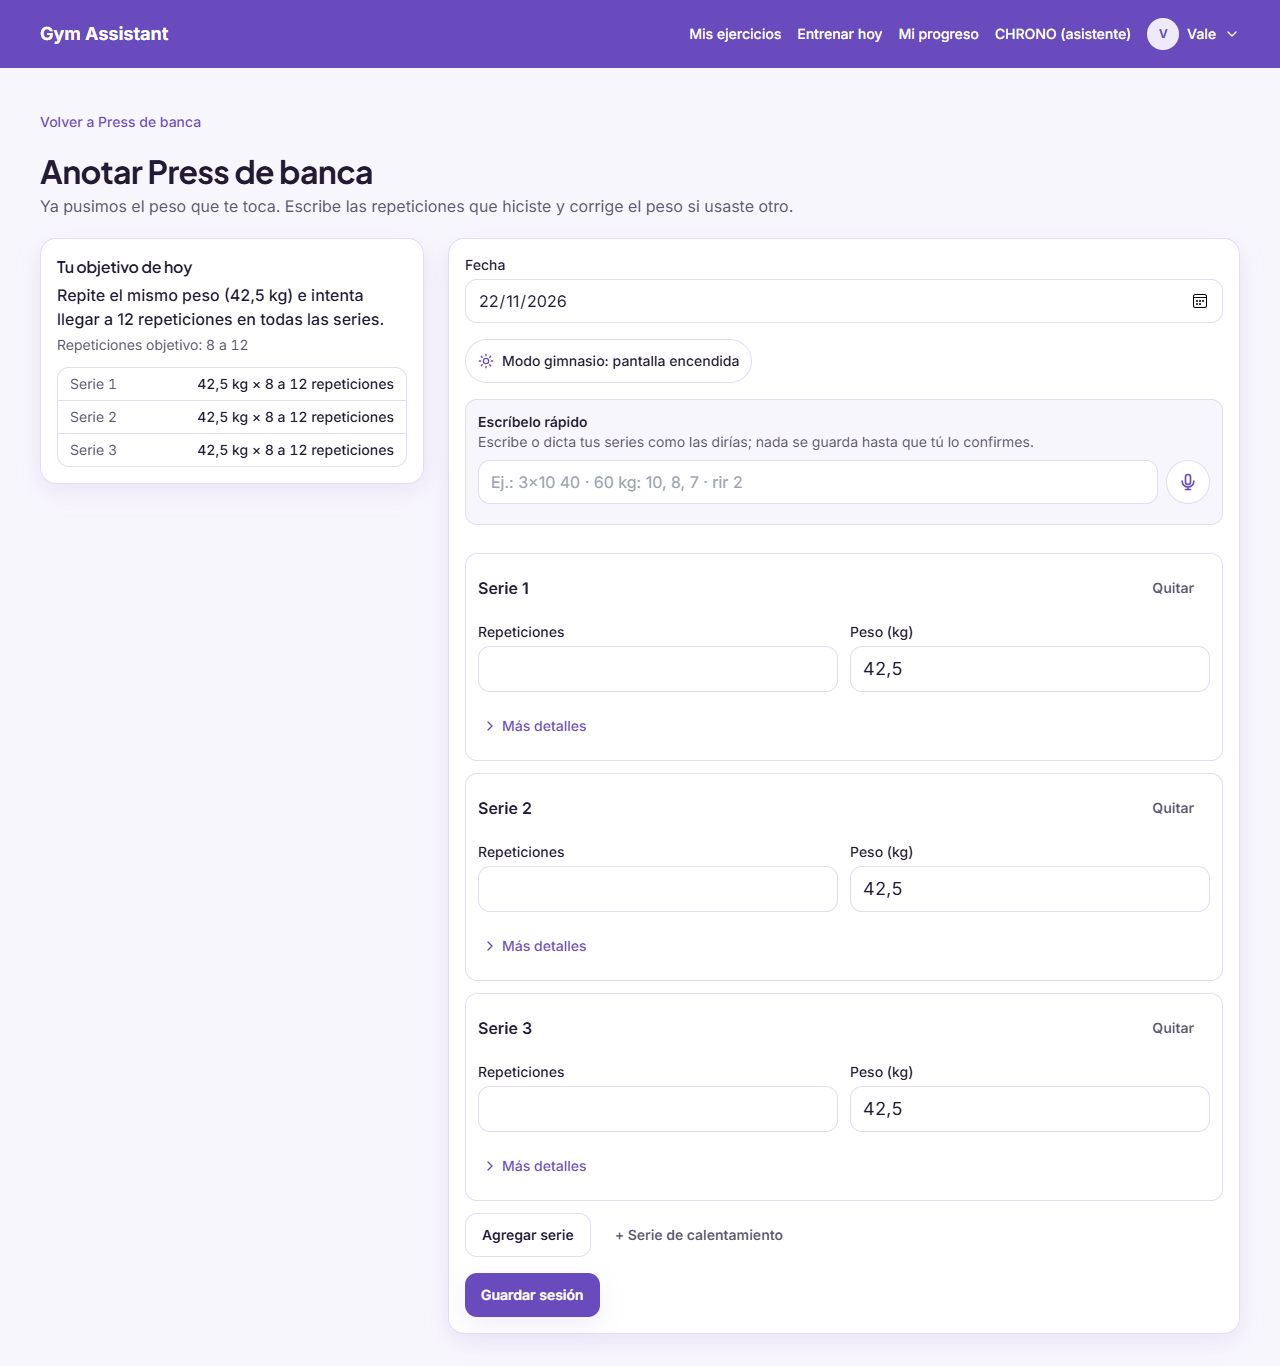 Gym Assistant
Mis ejercicios
Entrenar hoy
Mi progreso
CHRONO (asistente)
V
Vale
Volver a Press de banca
Anotar Press de banca
Ya pusimos el peso que te toca. Escribe las repeticiones que hiciste y corrige el peso si usaste otro.
Tu objetivo de hoy
Repite el mismo peso (42,5 kg) e intenta
llegar a 12 repeticiones en todas las series.
Repeticiones objetivo: 8 a 12
Serie 1 42,5 kg × 8 a 12 repeticiones
Serie 2 42,5 kg × 8 a 12 repeticiones
Serie 3 42,5 kg × 8 a 12 repeticiones
Fecha
22/11/2026
Modo gimnasio: pantalla encendida
Escríbelo rápido
Escribe o dicta tus series como las dirías; nada se guarda hasta que tú lo confirmes.
Ej.: 3×10 40 · 60 kg: 10, 8, 7 · rir 2
Serie 1 Quitar
Repeticiones Peso (kg)
42,5
Más detalles
Serie 2 Quitar
Repeticiones Peso (kg)
42,5
Más detalles
Serie 3 Quitar
Repeticiones Peso (kg)
42,5
Más detalles
Agregar serie + Serie de calentamiento
Guardar sesión